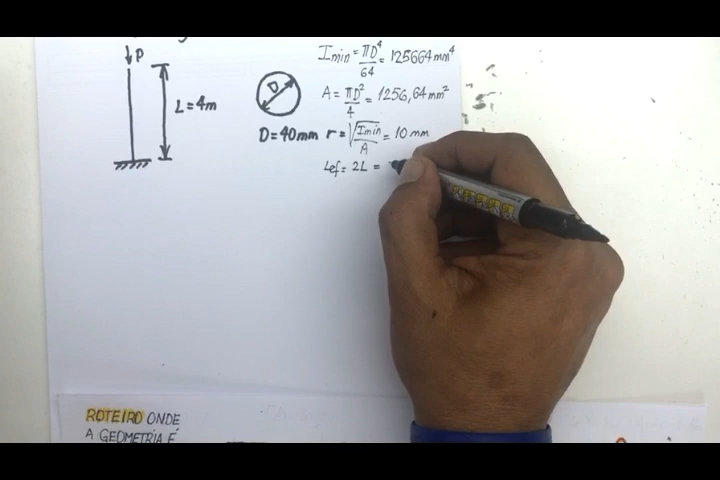 P
L = 4m
D
D = 40mm
Imin = πD⁴/64 = 125664 mm⁴
A = πD²/4 = 1256,64 mm²
r = √Imin/A = 10 mm
Lef = 2L =
ROTEIRO ONDE
A GEOMETRIA É